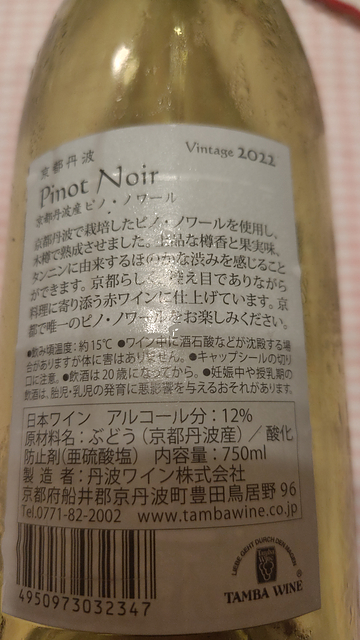 京都丹波
Vintage 2022
Pinot Noir
京都丹波産ピノ・ノワール
京都丹波で栽培したピノ・ノワールを使用し、
木樽で熟成させました。上品な樽香と果実味、
タンニンに由来するほのかな渋みを感じること
ができます。京都らしく控え目でありながら
料理に寄り添う赤ワインに仕上げています。京
都で唯一のピノ・ノワールをお楽しみください。
●飲み頃温度:約15℃ ●ワイン中に酒石酸などが沈殿する場
合がありますが体に害はありません。●キャップシールの切り
口に注意。●飲酒は20歳になってから。●妊娠中や授乳期の
飲酒は、胎児・乳児の発育に悪影響を与えるおそれがあります。
日本ワイン アルコール分:12%
原材料名:ぶどう(京都丹波産)/酸化
防止剤(亜硫酸塩) 内容量:750ml
製造者:丹波ワイン株式会社
京都府船井郡京丹波町豊田鳥居野96
Tel.0771-82-2002 www.tambawine.co.jp
LIEBE GEHT DURCH DEN MAGEN
TAMBA WINE
4950973032347